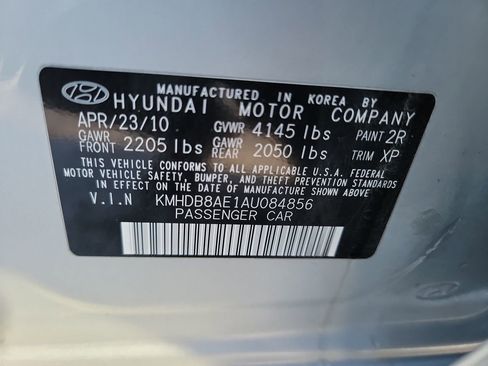 MANUFACTURED IN KOREA BY
HYUNDAI MOTOR COMPANY
APR/23/10 GVWR 4145 lbs PAINT 2R
GAWR FRONT 2205 lbs GAWR REAR 2050 lbs TRIM XP
THIS VEHICLE CONFORMS TO ALL APPLICABLE U.S.A. FEDERAL
MOTOR VEHICLE SAFETY, BUMPER, AND THEFT PREVENTION STANDARDS
IN EFFECT ON THE DATE OF MANUFACTURE SHOWN ABOVE
V.I.N KMHDB8AE1AU084856
PASSENGER CAR